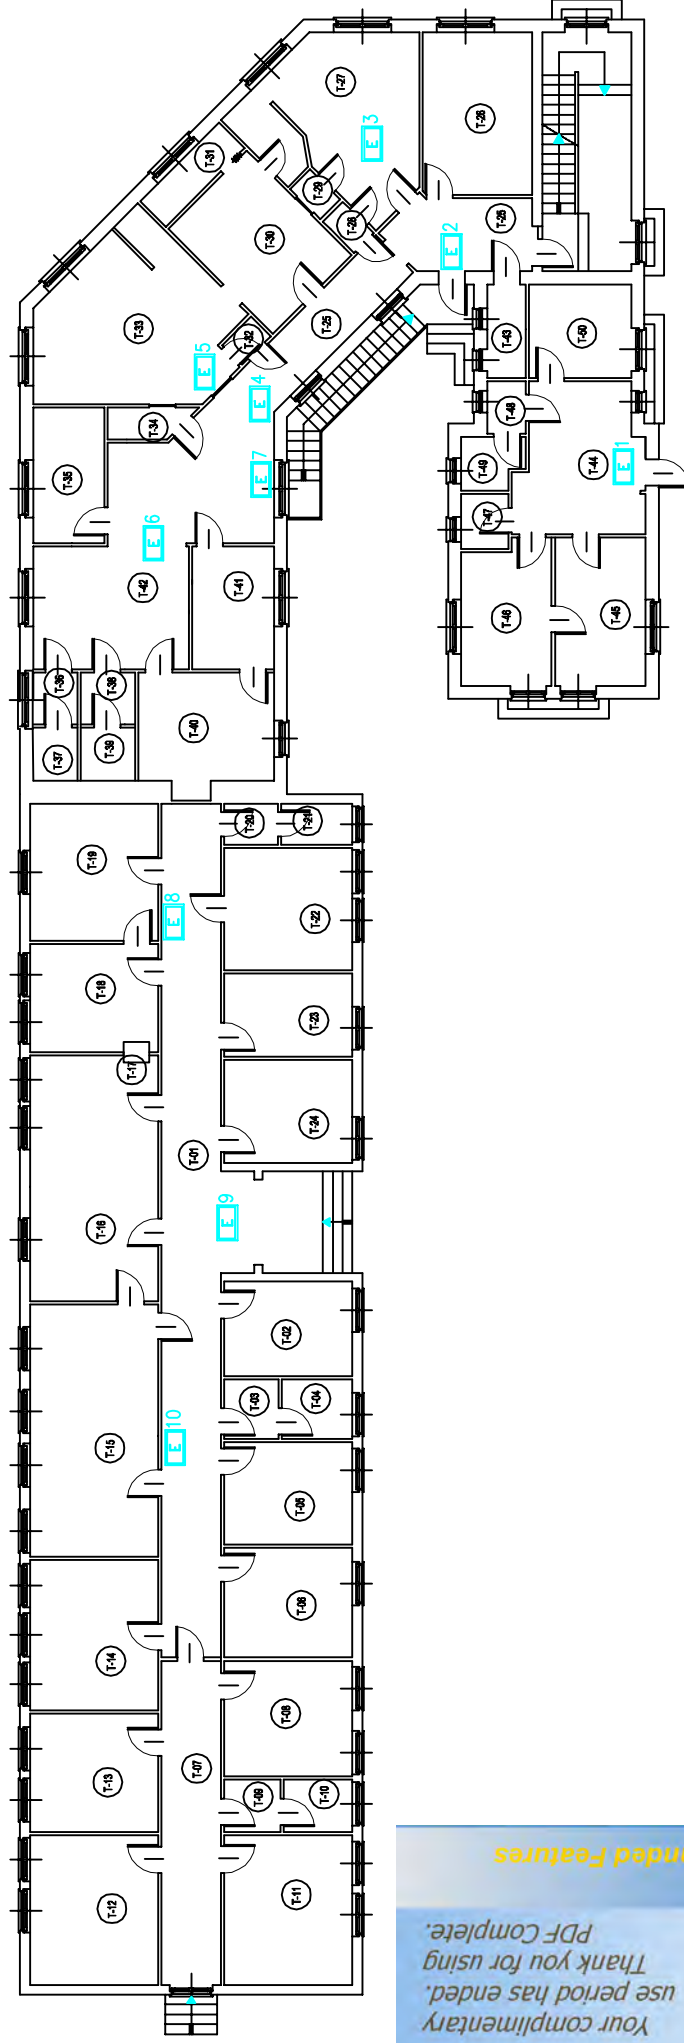 T-27
T-26
3
E
T-31
T-29
T-28
T-25
2
E
T-30
T-33
T-25
T-32
5
E
4
E
T-43
T-50
T-34
T-48
T-35
T-49
T-44
1
E
7
E
T-47
6
E
T-42
T-41
T-46
T-45
T-36
T-38
T-40
T-37
T-39
T-20
T-21
T-19
8
E
T-22
T-18
T-23
T-17
T-24
T-01
T-16
9
E
T-02
T-03
T-04
T-15
10
E
T-05
T-06
T-14
T-08
T-07
T-13
T-09
T-10
T-12
T-11
Your complimentary
use period has ended.
Thank you for using
PDF Complete.
nded Features